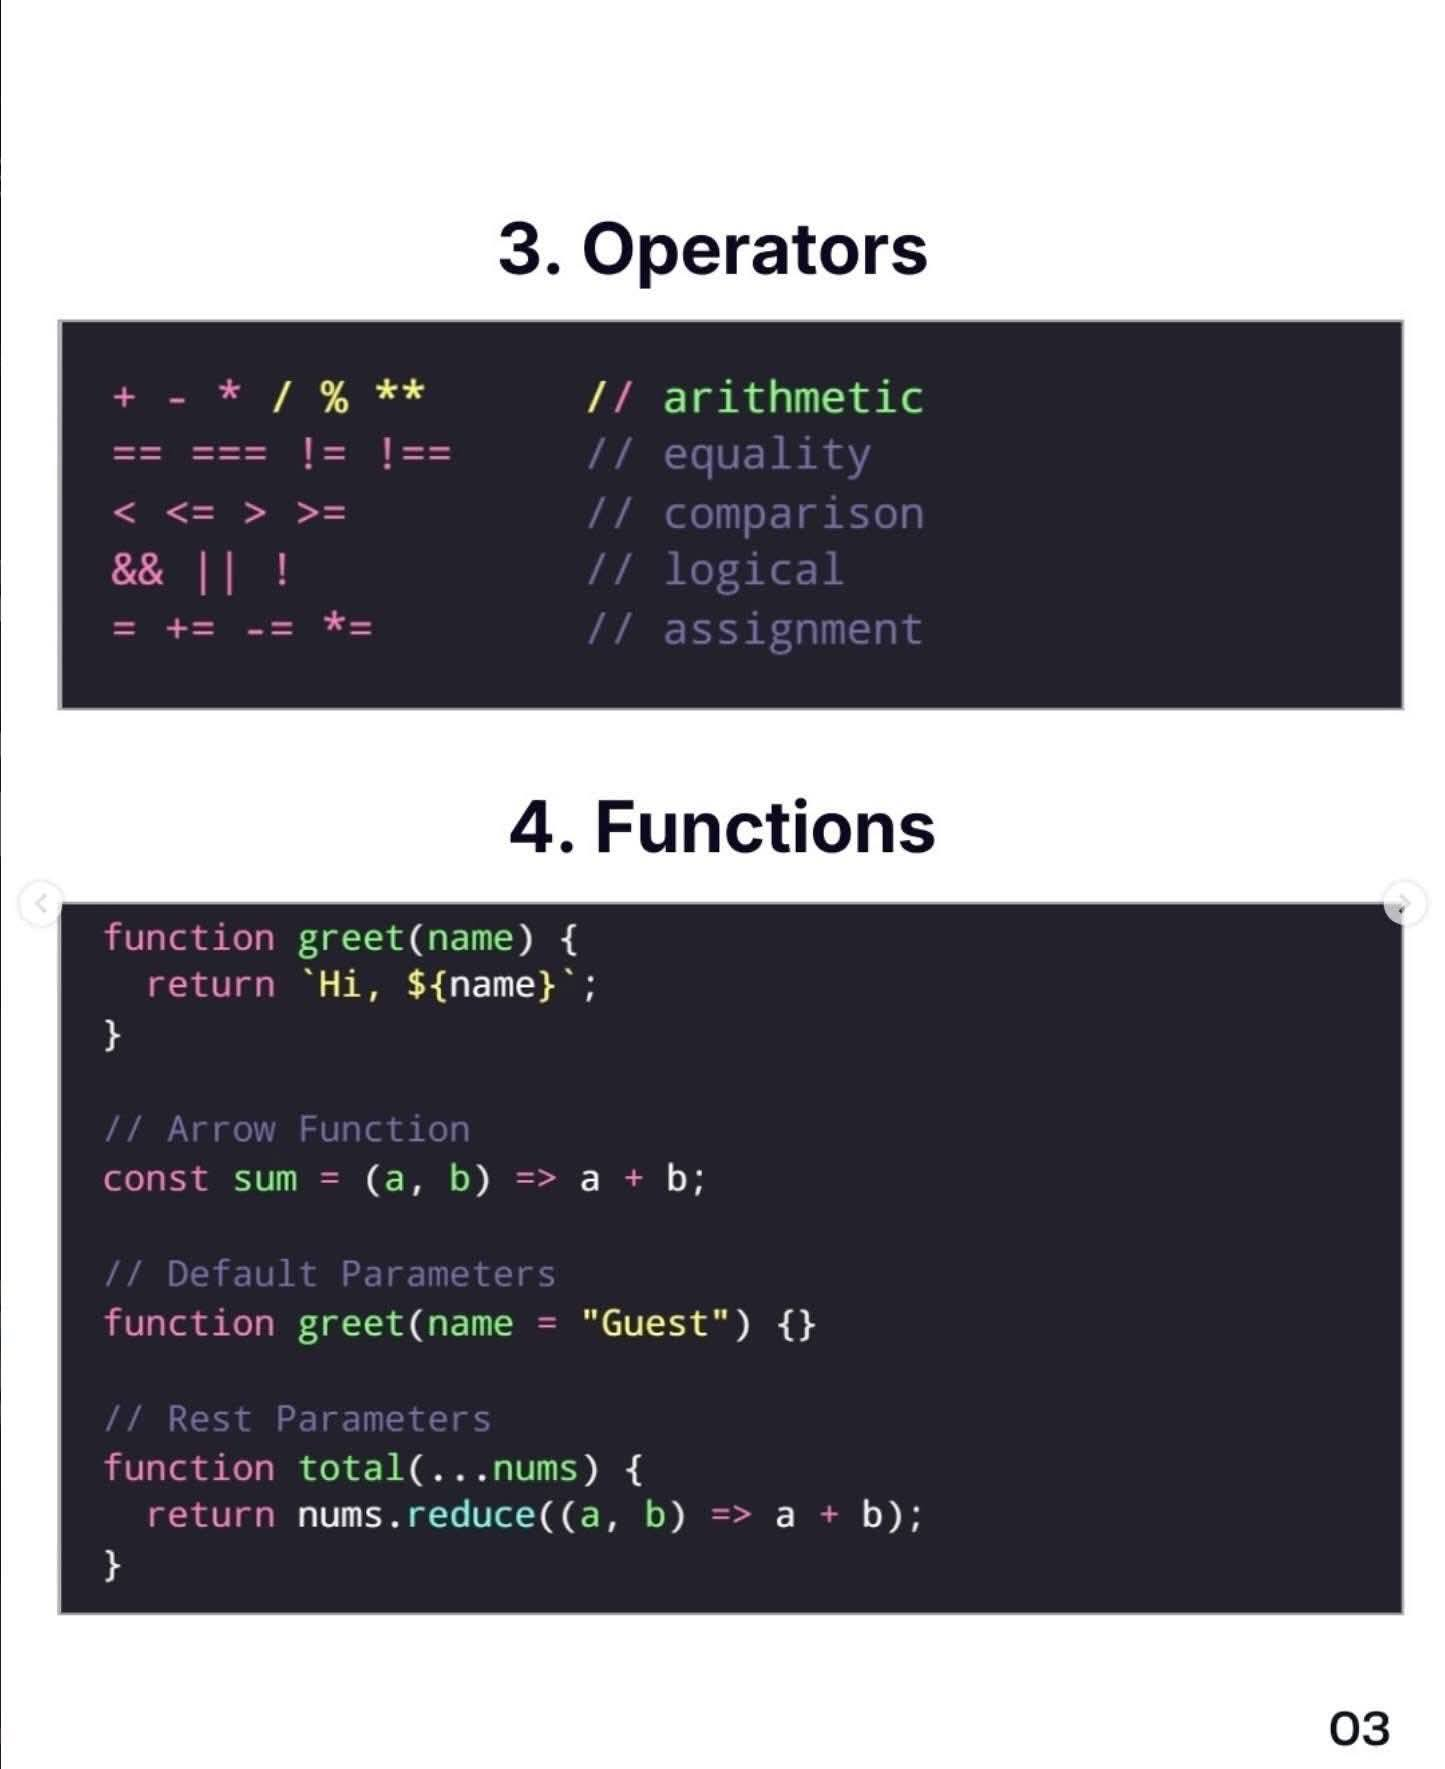 3. Operators
+ - * / % **      // arithmetic
== === != !==     // equality
< <= > >=         // comparison
&& || !           // logical
= += -= *=        // assignment
4. Functions
function greet(name) {
  return `Hi, ${name}`;
}
// Arrow Function
const sum = (a, b) => a + b;
// Default Parameters
function greet(name = "Guest") {}
// Rest Parameters
function total(...nums) {
  return nums.reduce((a, b) => a + b);
}
03